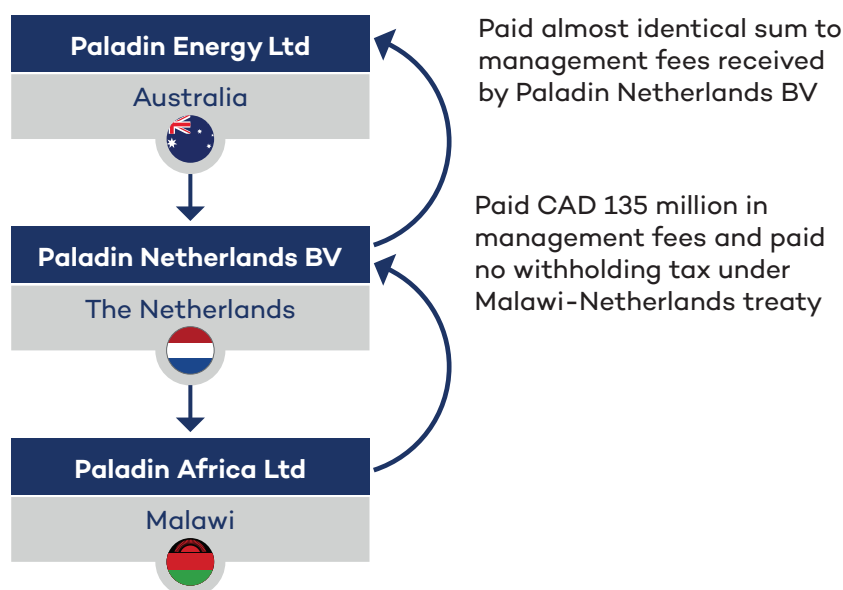 Paladin Energy Ltd
Australia
Paid almost identical sum to
management fees received
by Paladin Netherlands BV
Paladin Netherlands BV
The Netherlands
Paid CAD 135 million in
management fees and paid
no withholding tax under
Malawi-Netherlands treaty
Paladin Africa Ltd
Malawi